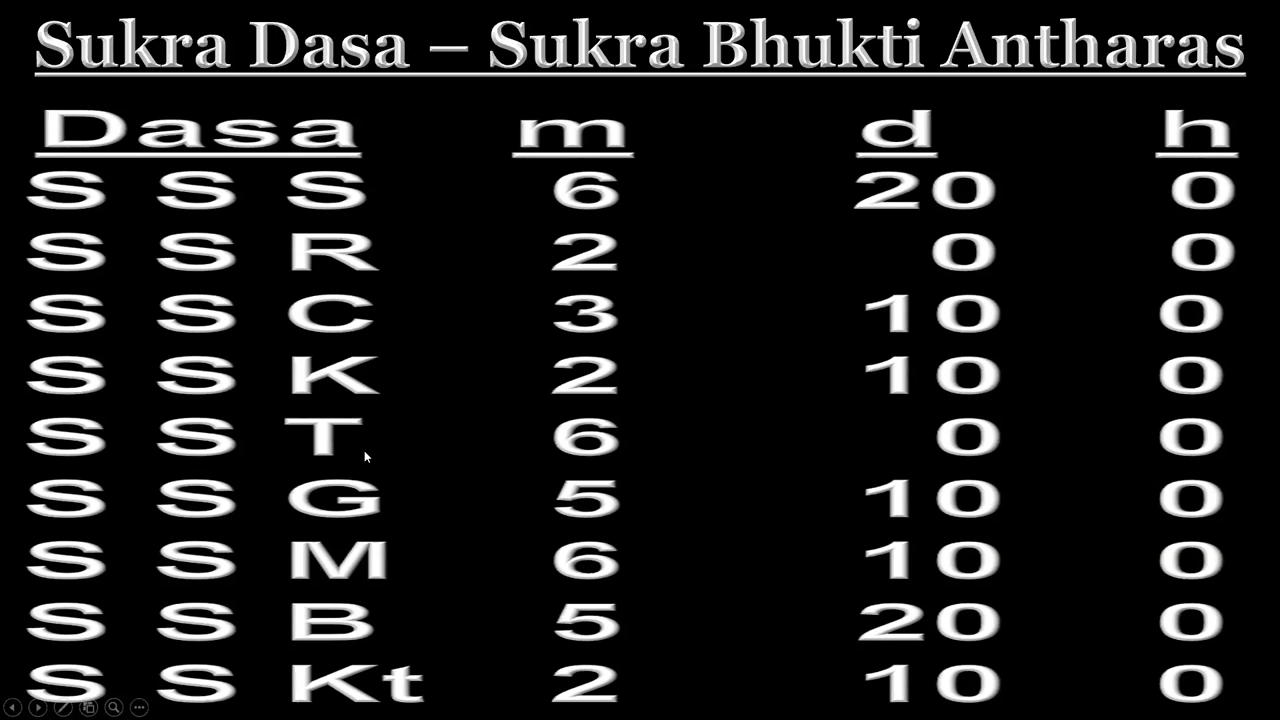 Sukra Dasa – Sukra Bhukti Antharas
Dasa m d h
S S S 6 20 0
S S R 2 0 0
S S C 3 10 0
S S K 2 10 0
S S T 6 0 0
S S G 5 10 0
S S M 6 10 0
S S B 5 20 0
S S Kt 2 10 0